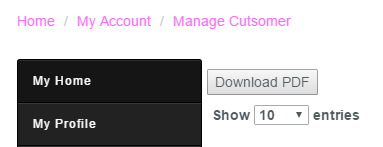 Home / My Account / Manage Cutsomer
My Home
Download PDF
Show 10 entries
My Profile